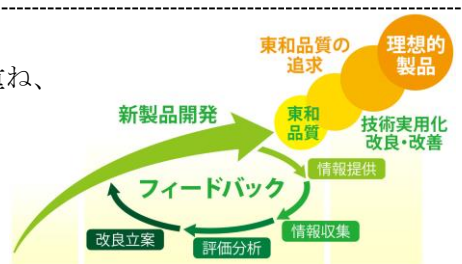 重ね、
東和品質の
追求
理想的
製品
新製品開発
東和
品質
技術実用化
改良・改善
情報提供
フィードバック
情報収集
評価分析
改良立案